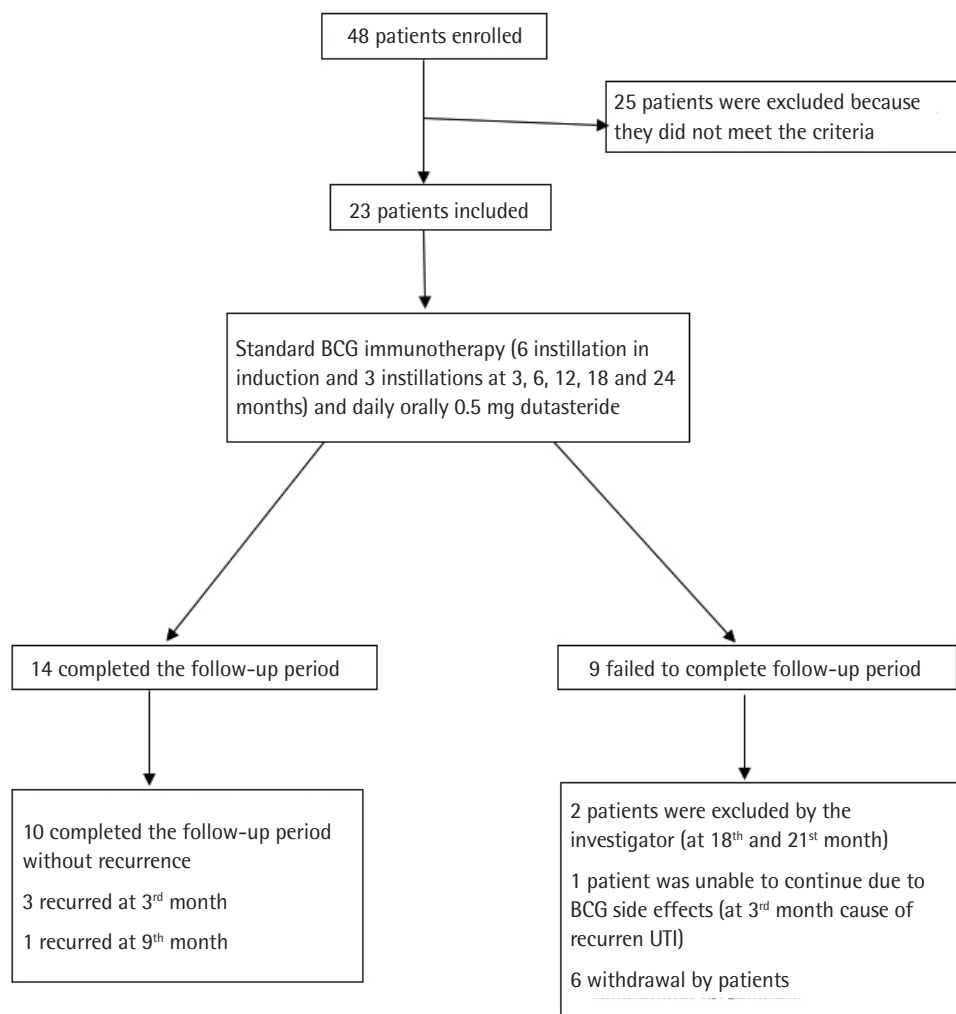 48 patients enrolled
25 patients were excluded because
they did not meet the criteria
23 patients included
Standard BCG immunotherapy (6 instillation in
induction and 3 instillations at 3, 6, 12, 18 and 24
months) and daily orally 0.5 mg dutasteride
14 completed the follow-up period
9 failed to complete follow-up period
10 completed the follow-up period
without recurrence
3 recurred at 3rd month
1 recurred at 9th month
2 patients were excluded by the
investigator (at 18th and 21st month)
1 patient was unable to continue due to
BCG side effects (at 3rd month cause of
recurren UTI)
6 withdrawal by patients